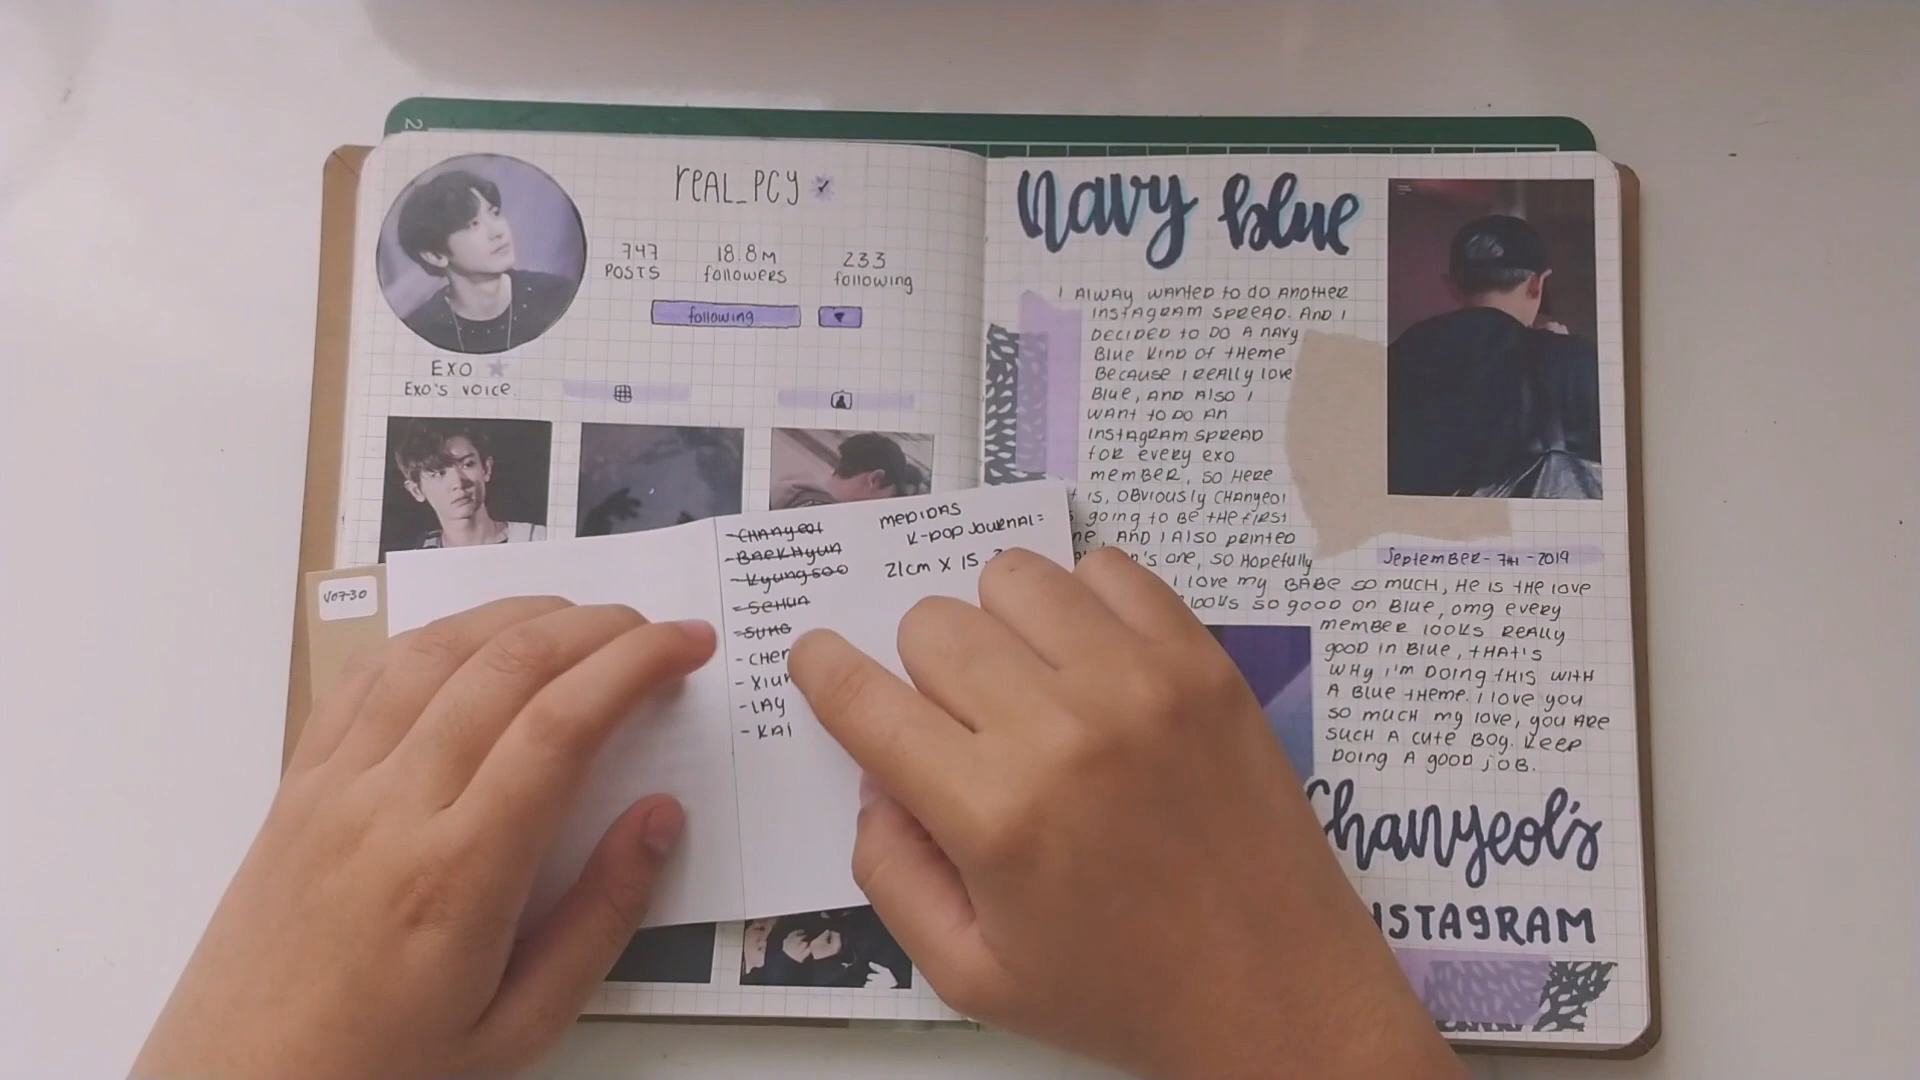 real_pcy
747
POSTS
18.8M
followers
233
following
following
EXO
EXO'S VOICE.
V0730
- CHANYEOL
- BAEKHYUN
- KYUNGSOO
- SEHUN
- SUHO
- CHEN
- LAY
- KAI
MEDIDAS
K-POP JOURNAL:
21cm X 15.
Navy blue
I ALWAY WANTED TO DO ANOTHER
INSTAGRAM SPREAD. AND I
DECIDED TO DO A NAVY
BLUE KIND OF THEME
BECAUSE I REALLY LOVE
BLUE, AND ALSO I
WANT TO DO AN
INSTAGRAM SPREAD
FOR EVERY EXO
MEMBER, SO HERE
IS, OBVIOUSLY CHANYEOL
GOING TO BE THE FIRST
AND I ALSO PRINTED
ONE, SO HOPEFULLY
I LOVE MY BABE SO MUCH, HE IS THE LOVE
LOOKS SO GOOD ON BLUE, OMG EVERY
MEMBER LOOKS REALLY
GOOD IN BLUE, THAT'S
WHY I'M DOING THIS WITH
A BLUE THEME. I LOVE YOU
SO MUCH MY LOVE, YOU ARE
SUCH A CUTE BOY. KEEP
DOING A GOOD JOB.
SEPTEMBER - 7TH - 2019
Chanyeol's
INSTAGRAM
2